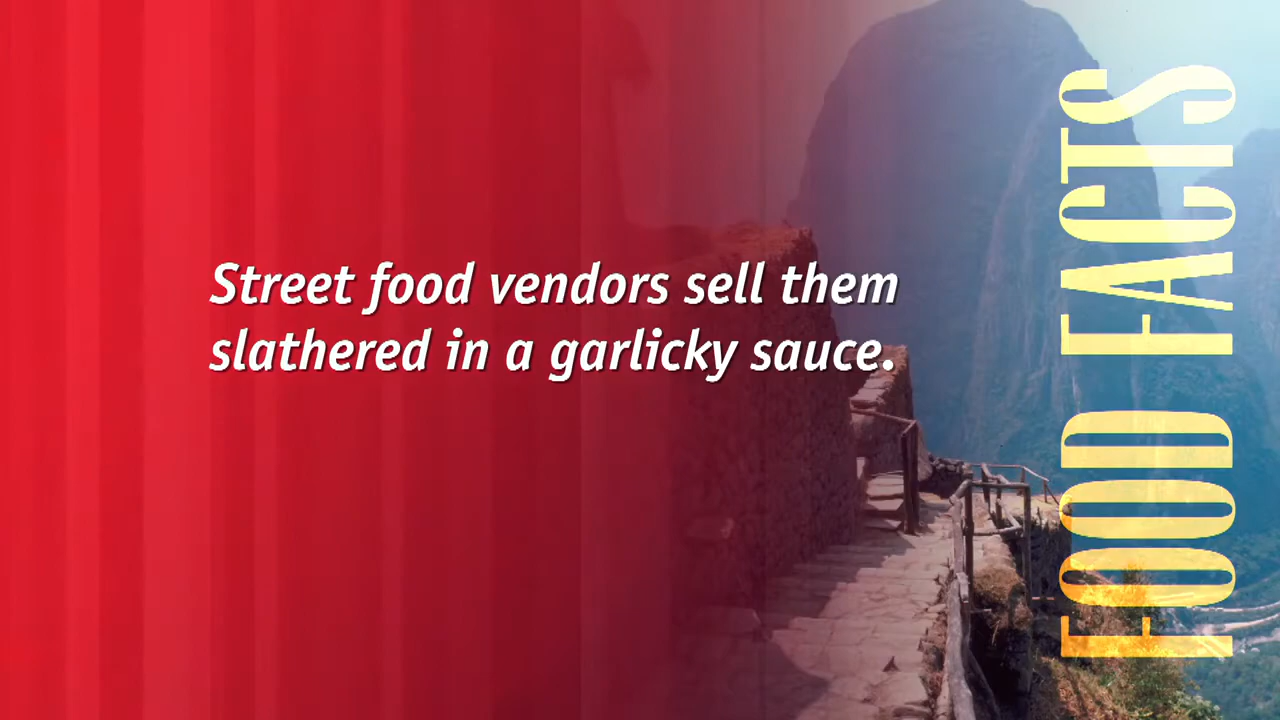 Street food vendors sell them
slathered in a garlicky sauce.
FOOD FACTS